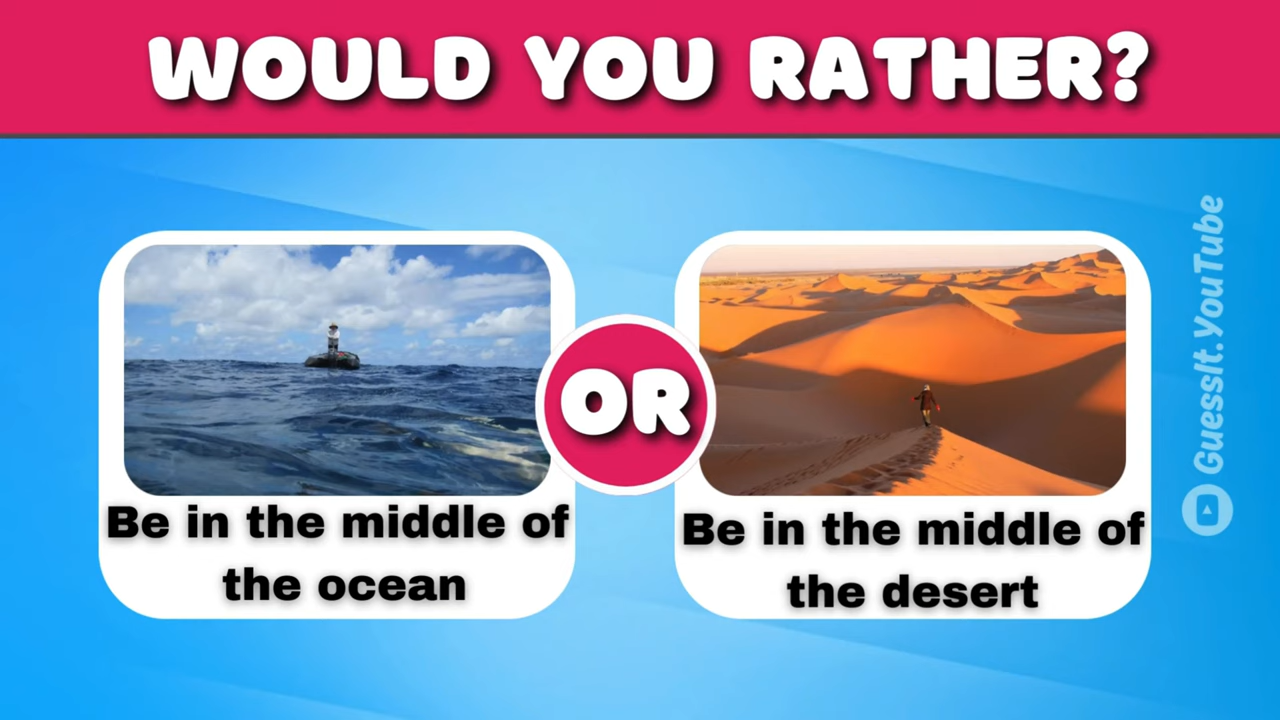 WOULD YOU RATHER?
Be in the middle of
the ocean
OR
Be in the middle of
the desert
GuessIt.YouTube